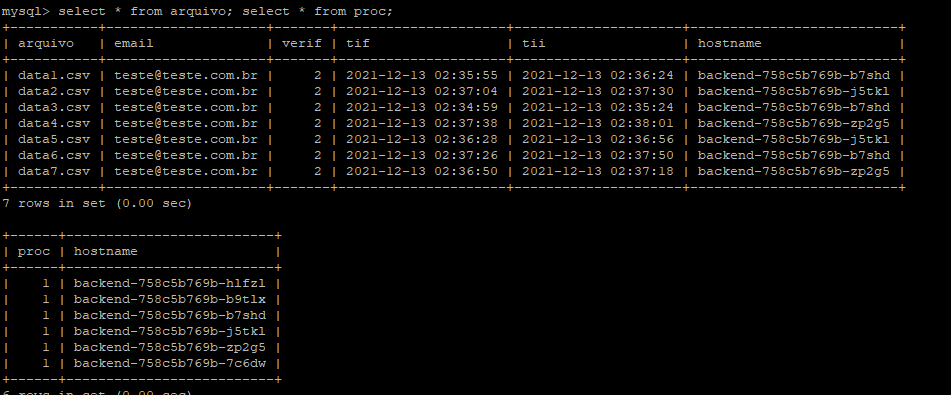 mysql> select * from arquivo; select * from proc;
+-----------+------------------+-------+---------------------+---------------------+--------------------------+
| arquivo   | email            | verif | tif                 | tii                 | hostname                 |
+-----------+------------------+-------+---------------------+---------------------+--------------------------+
| data1.csv | teste@teste.com.br |     2 | 2021-12-13 02:35:55 | 2021-12-13 02:36:24 | backend-758c5b769b-b7shd |
| data2.csv | teste@teste.com.br |     2 | 2021-12-13 02:37:04 | 2021-12-13 02:37:30 | backend-758c5b769b-j5tkl |
| data3.csv | teste@teste.com.br |     2 | 2021-12-13 02:34:59 | 2021-12-13 02:35:24 | backend-758c5b769b-b7shd |
| data4.csv | teste@teste.com.br |     2 | 2021-12-13 02:37:38 | 2021-12-13 02:38:01 | backend-758c5b769b-zp2g5 |
| data5.csv | teste@teste.com.br |     2 | 2021-12-13 02:36:28 | 2021-12-13 02:36:56 | backend-758c5b769b-j5tkl |
| data6.csv | teste@teste.com.br |     2 | 2021-12-13 02:37:26 | 2021-12-13 02:37:50 | backend-758c5b769b-b7shd |
| data7.csv | teste@teste.com.br |     2 | 2021-12-13 02:36:50 | 2021-12-13 02:37:18 | backend-758c5b769b-zp2g5 |
+-----------+------------------+-------+---------------------+---------------------+--------------------------+
7 rows in set (0.00 sec)

+------+--------------------------+
| proc | hostname                 |
+------+--------------------------+
|    1 | backend-758c5b769b-hlfzl |
|    1 | backend-758c5b769b-b9tlx |
|    1 | backend-758c5b769b-b7shd |
|    1 | backend-758c5b769b-j5tkl |
|    1 | backend-758c5b769b-zp2g5 |
|    1 | backend-758c5b769b-7c6dw |
+------+--------------------------+
6 rows in set (0.00 sec)